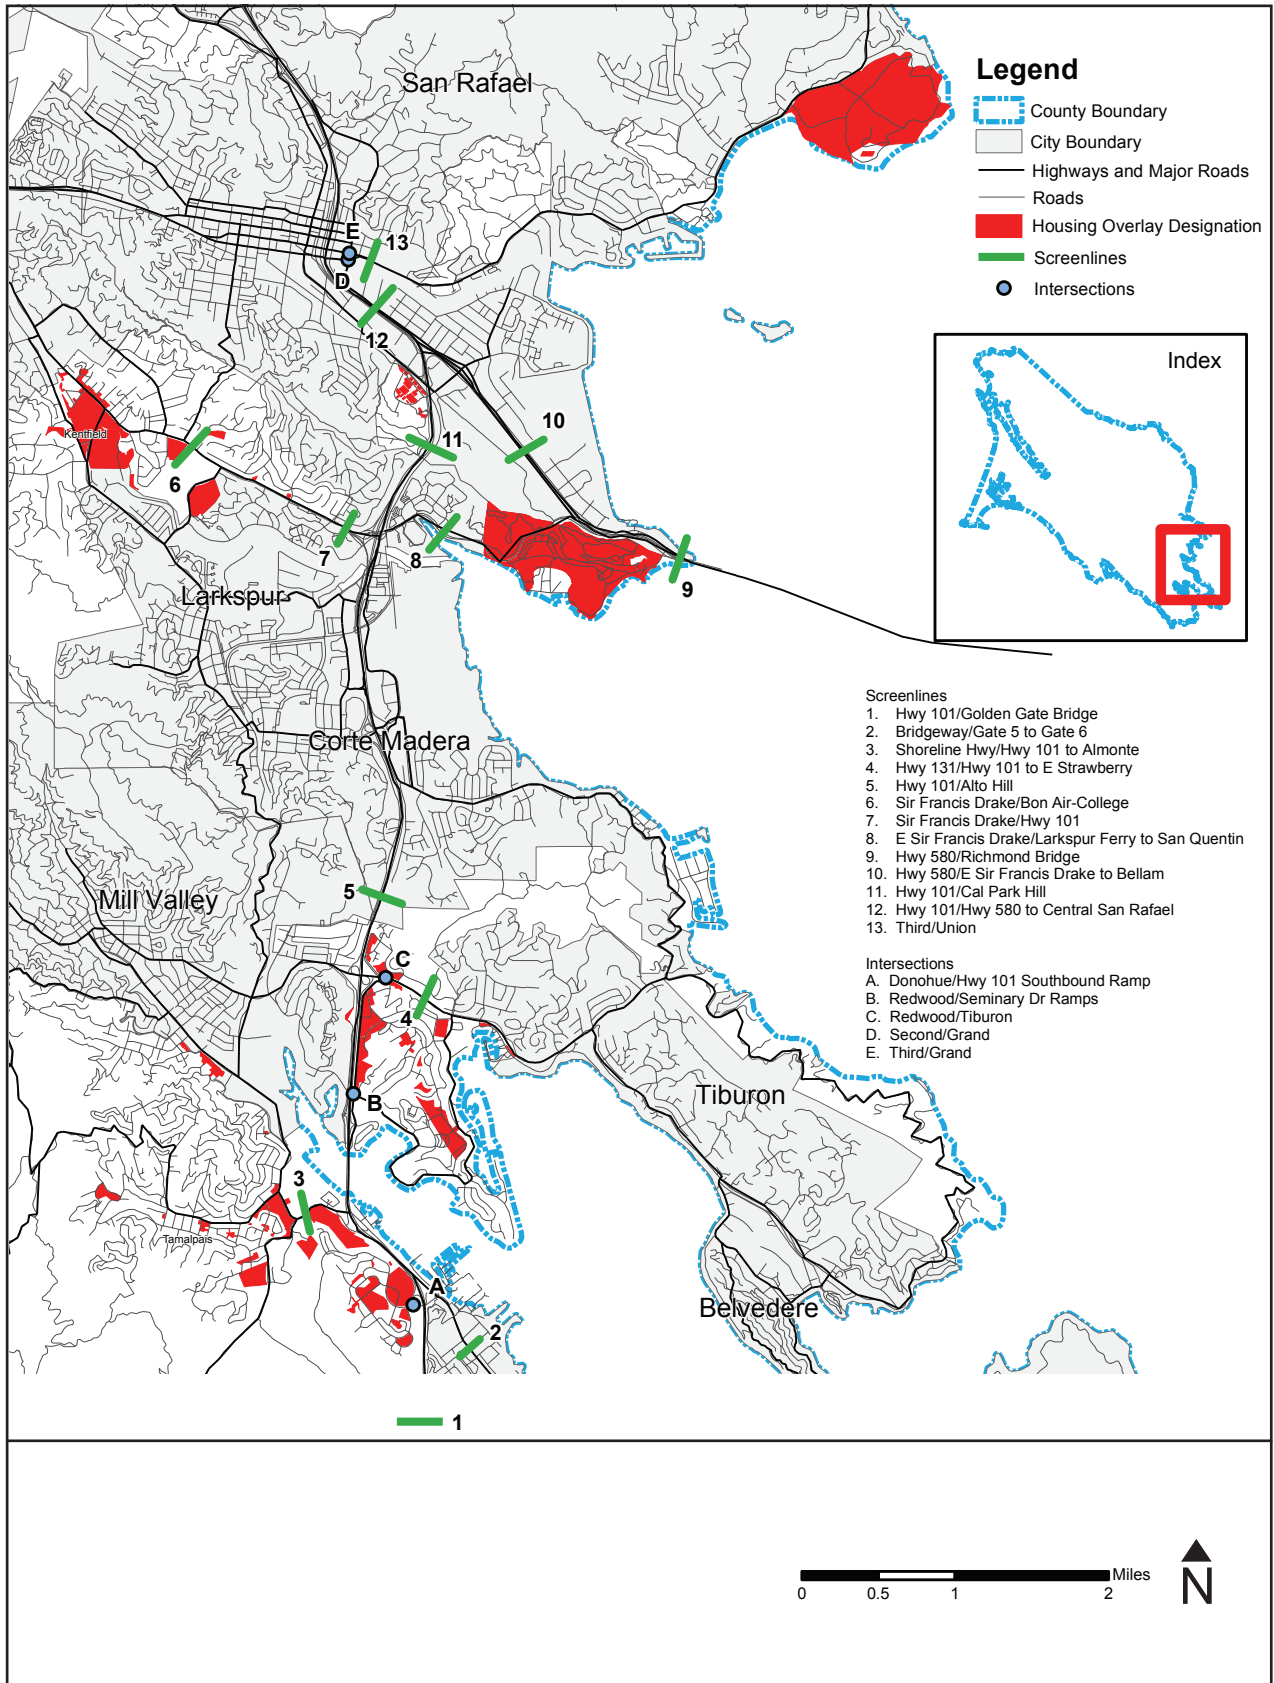 San Rafael
Legend
County Boundary
City Boundary
Highways and Major Roads
Roads
Housing Overlay Designation
Screenlines
Intersections
E
13
D
12
Index
Kentfield
11
10
6
7
8
9
Larkspur
Corte Madera
Screenlines
1. Hwy 101/Golden Gate Bridge
2. Bridgeway/Gate 5 to Gate 6
3. Shoreline Hwy/Hwy 101 to Almonte
4. Hwy 131/Hwy 101 to E Strawberry
5. Hwy 101/Alto Hill
6. Sir Francis Drake/Bon Air-College
7. Sir Francis Drake/Hwy 101
8. E Sir Francis Drake/Larkspur Ferry to San Quentin
9. Hwy 580/Richmond Bridge
10. Hwy 580/E Sir Francis Drake to Bellam
11. Hwy 101/Cal Park Hill
12. Hwy 101/Hwy 580 to Central San Rafael
13. Third/Union
Intersections
A. Donohue/Hwy 101 Southbound Ramp
B. Redwood/Seminary Dr Ramps
C. Redwood/Tiburon
D. Second/Grand
E. Third/Grand
5
Mill Valley
C
4
B
Tiburon
3
Tamalpais
A
Belvedere
2
1
Miles
0 0.5 1 2
N